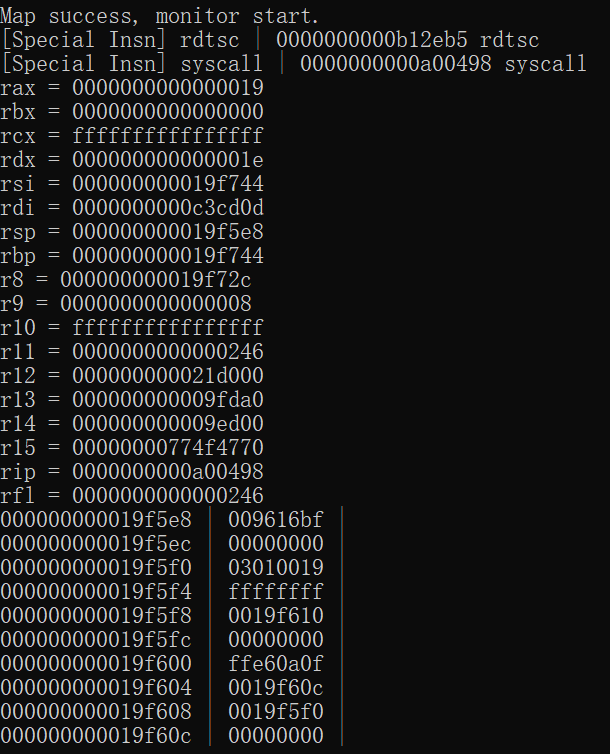 Map success, monitor start.
[Special Insn] rdtsc | 0000000000b12eb5 rdtsc
[Special Insn] syscall | 0000000000a00498 syscall
rax = 0000000000000019
rbx = 0000000000000000
rcx = ffffffffffffffff
rdx = 000000000000001e
rsi = 000000000019f744
rdi = 0000000000c3cd0d
rsp = 000000000019f5e8
rbp = 000000000019f744
r8 = 000000000019f72c
r9 = 0000000000000008
r10 = ffffffffffffffff
r11 = 0000000000000246
r12 = 000000000021d000
r13 = 000000000009fda0
r14 = 000000000009ed00
r15 = 00000000774f4770
rip = 0000000000a00498
rfl = 0000000000000246
000000000019f5e8 | 009616bf |
000000000019f5ec | 00000000 |
000000000019f5f0 | 03010019 |
000000000019f5f4 | ffffffff |
000000000019f5f8 | 0019f610 |
000000000019f5fc | 00000000 |
000000000019f600 | ffe60a0f |
000000000019f604 | 0019f60c |
000000000019f608 | 0019f5f0 |
000000000019f60c | 00000000 |